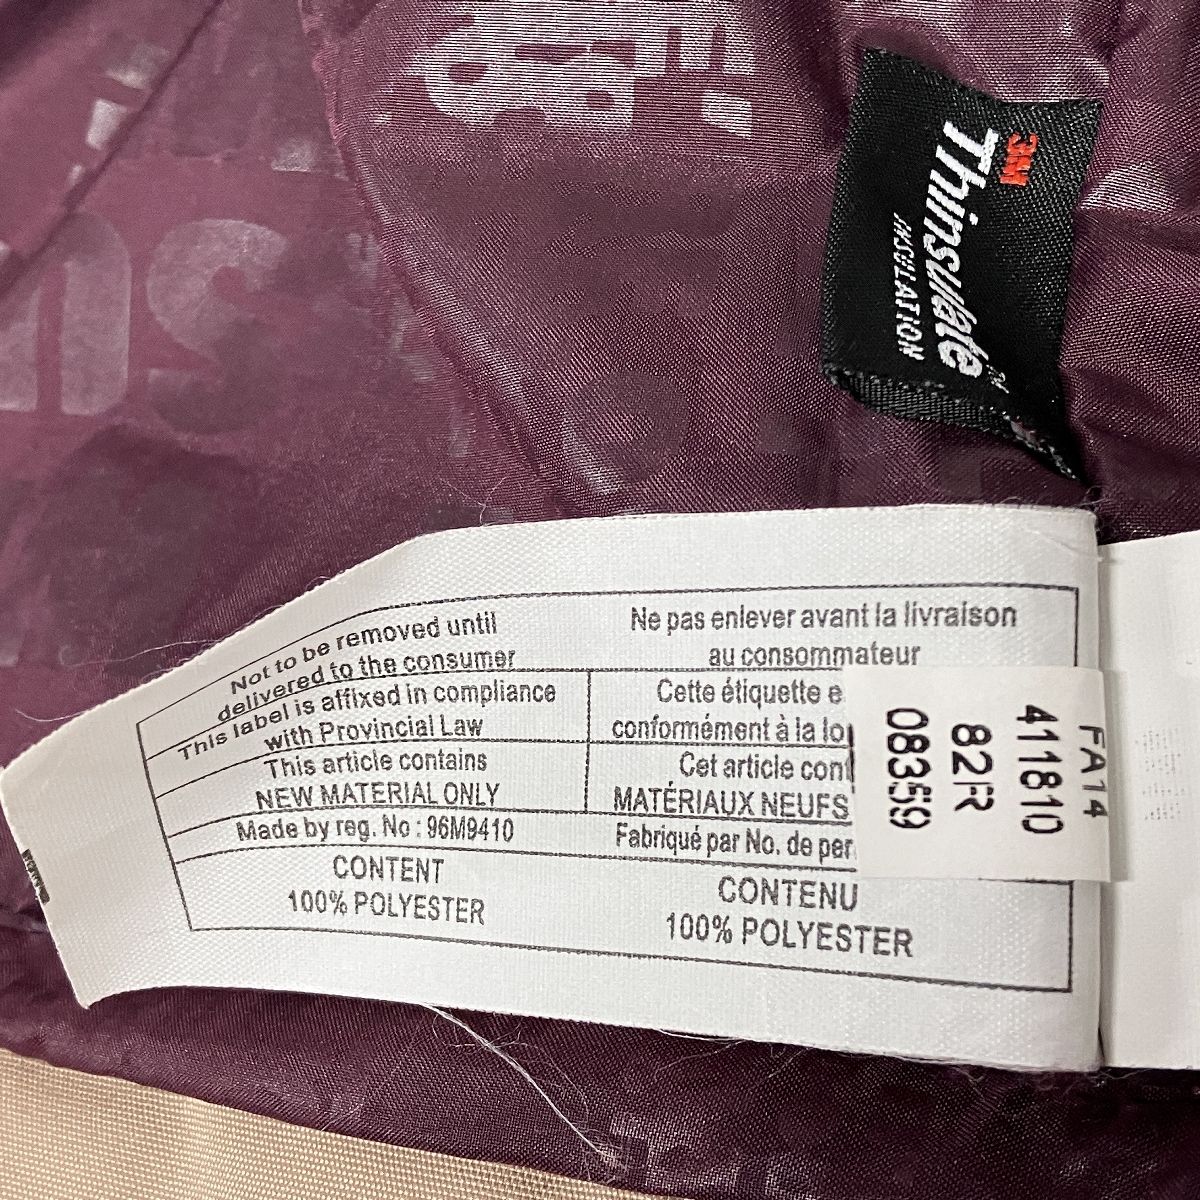 3M
Thinsulate
INSULATION
Not to be removed until
delivered to the consumer
Ne pas enlever avant la livraison
au consommateur
This label is affixed in compliance
with Provincial Law
Cette étiquette e
conformément à la lo
This article contains
NEW MATERIAL ONLY
Cet article cont
MATÉRIAUX NEUFS
Made by reg. No : 96M9410
Fabriqué par No. de per
CONTENT
100% POLYESTER
CONTENU
100% POLYESTER
FA14
411810
82R
08359